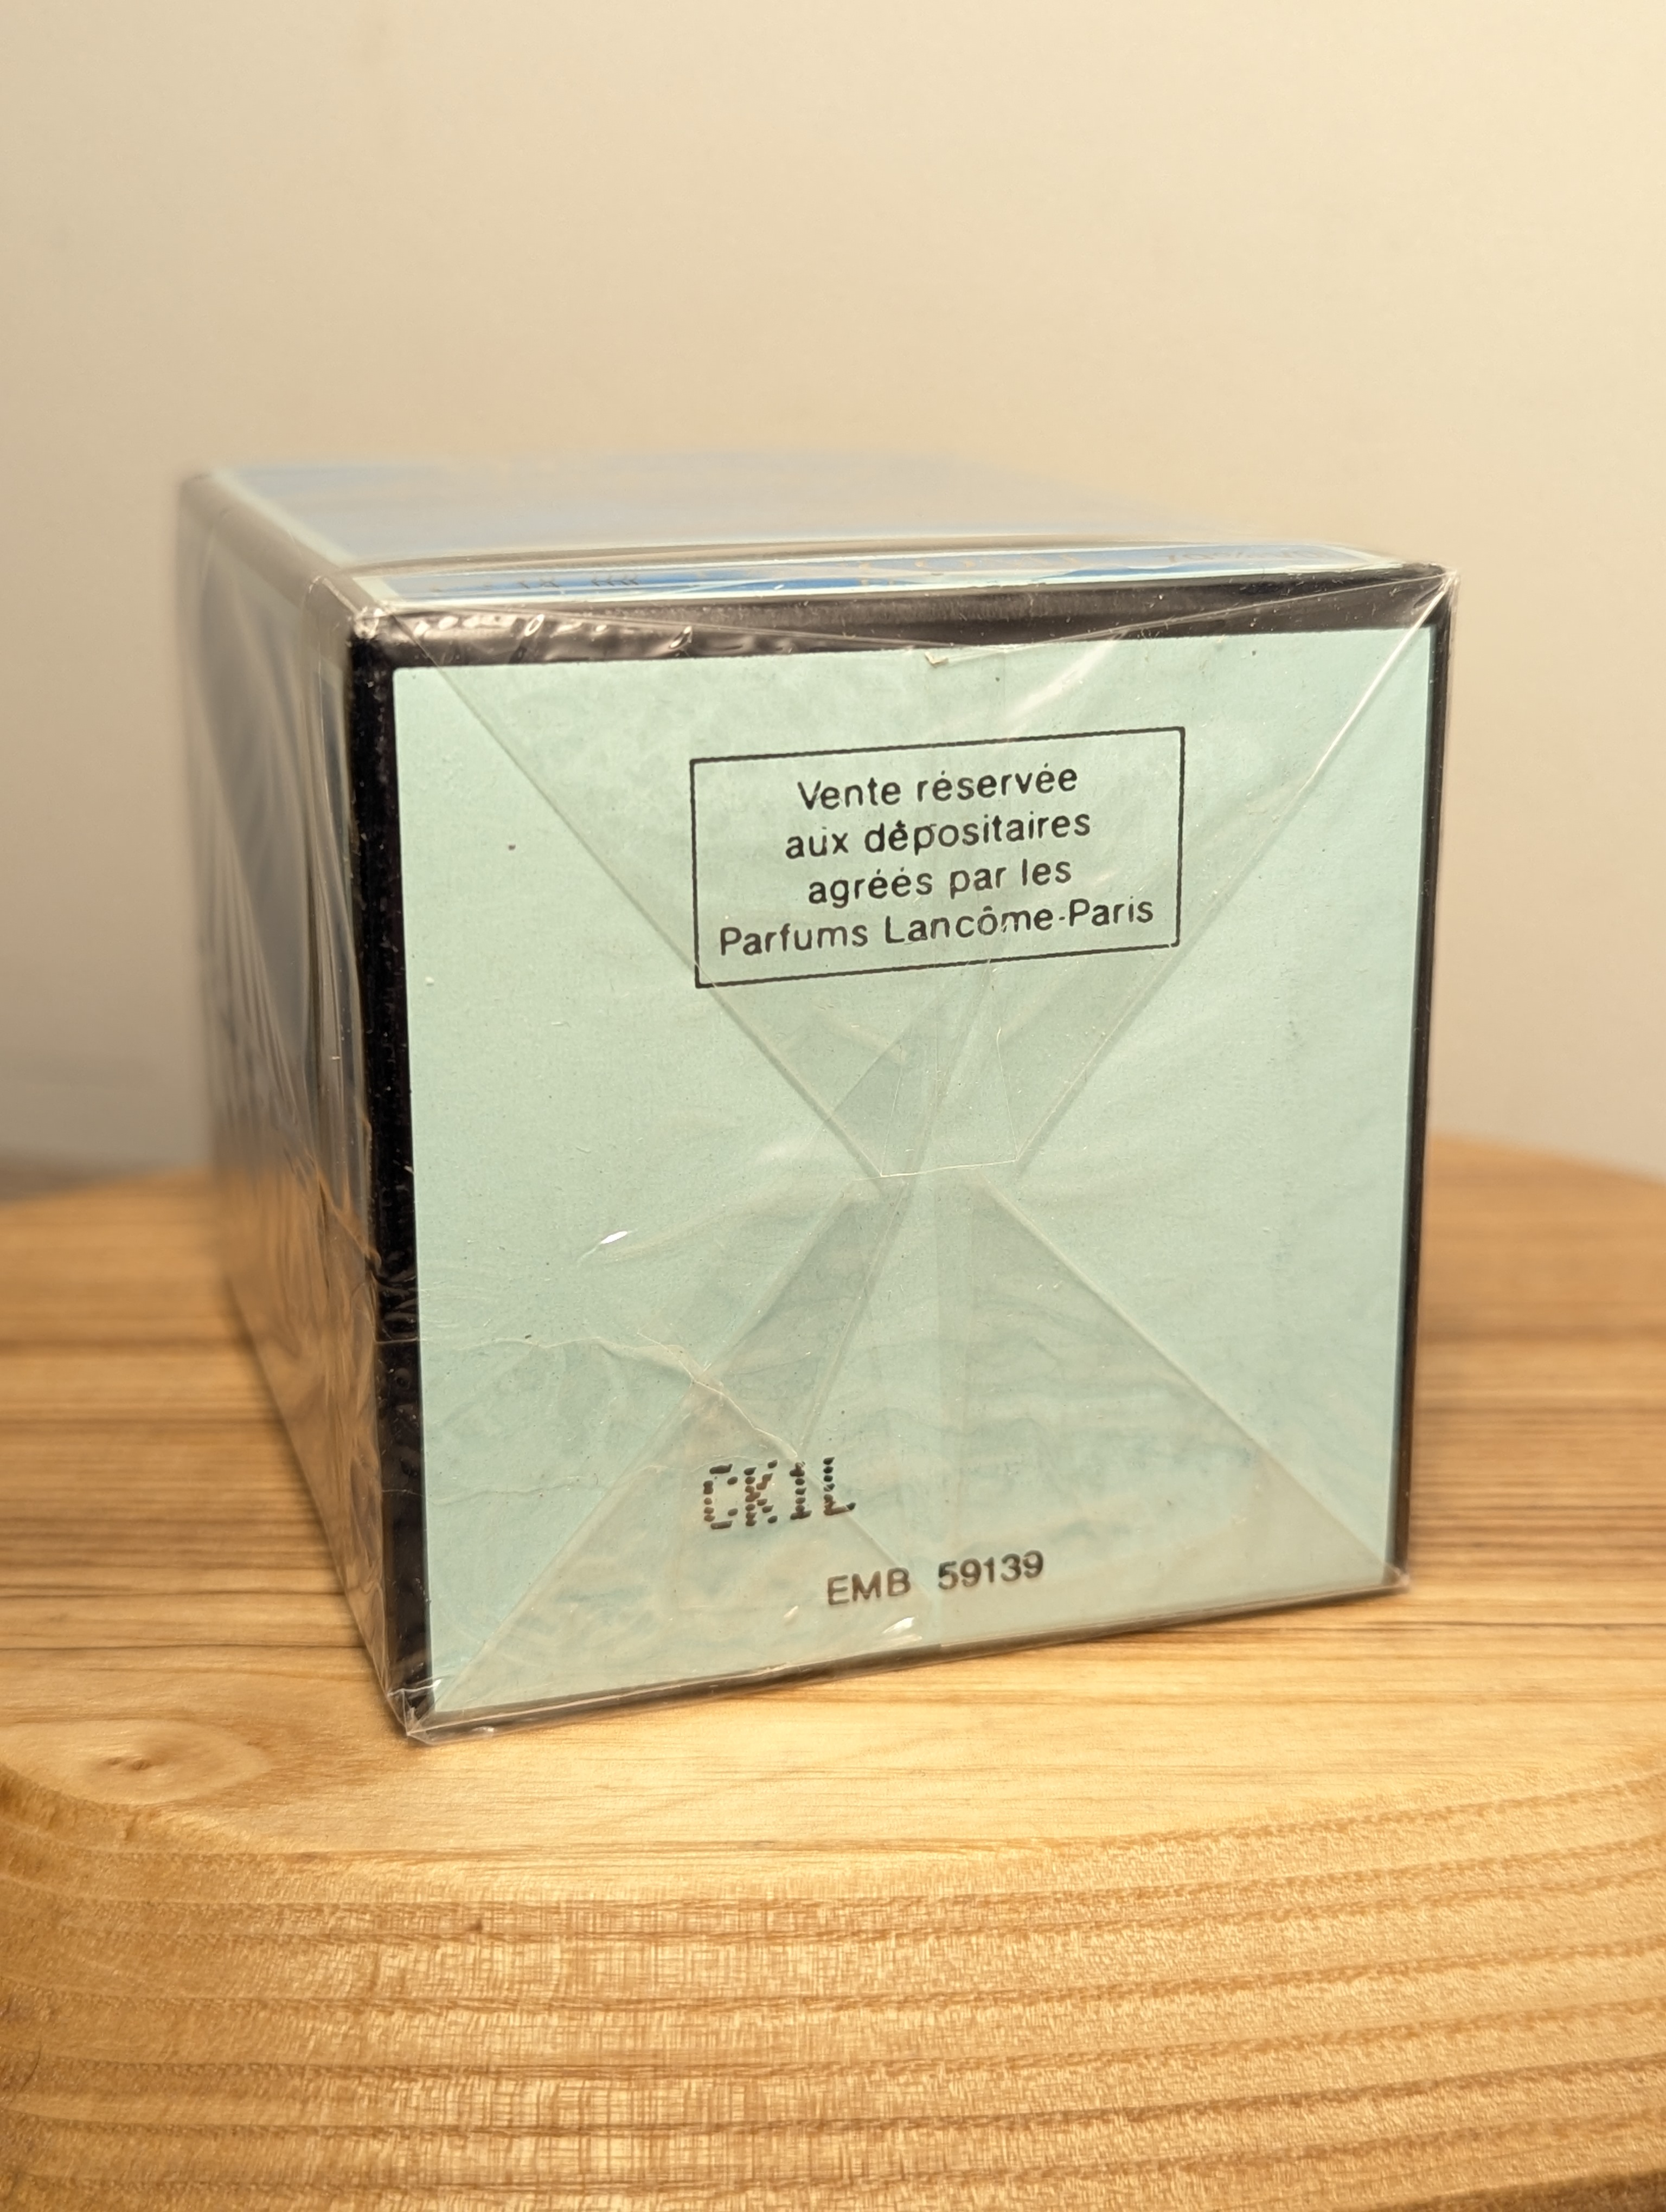 Vente réservée
aux dépositaires
agréés par les
Parfums Lancôme-Paris
CK1L
EMB 59139